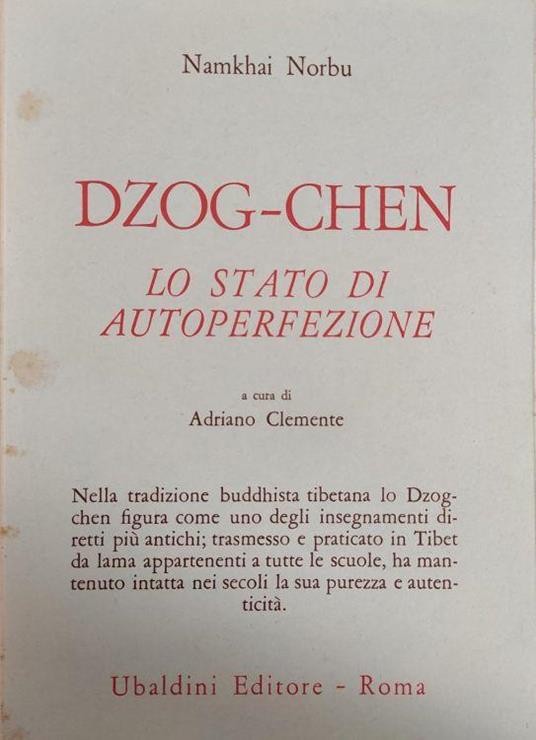 Namkhai Norbu
DZOG-CHEN
LO STATO DI
AUTOPERFEZIONE
a cura di
Adriano Clemente
Nella tradizione buddhista tibetana lo Dzog-
chen figura come uno degli insegnamenti di-
retti più antichi; trasmesso e praticato in Tibet
da lama appartenenti a tutte le scuole, ha man-
tenuto intatta nei secoli la sua purezza e auten-
ticità.
Ubaldini Editore - Roma